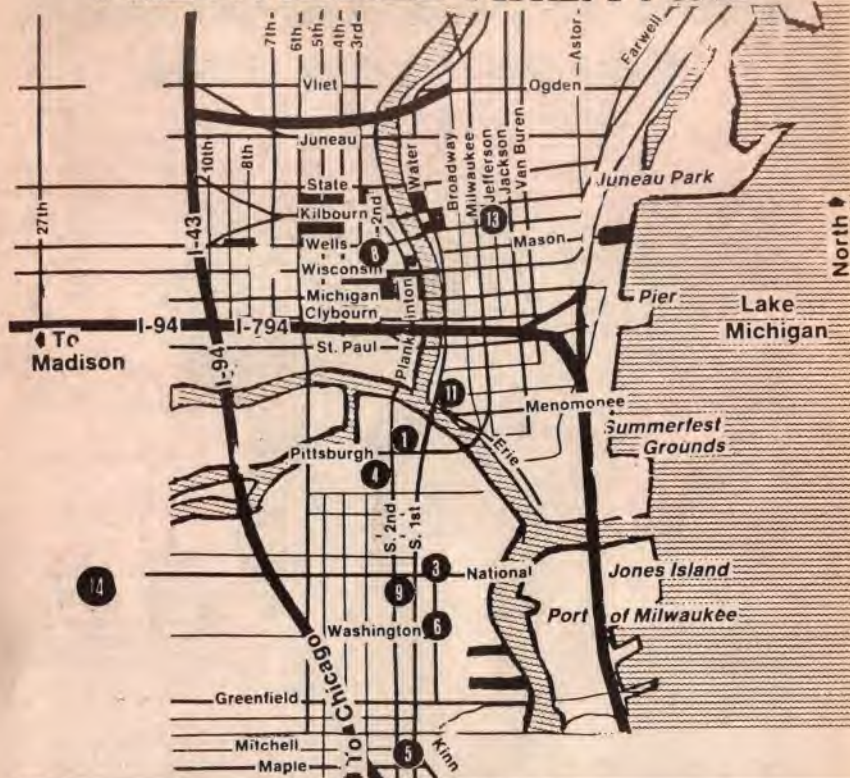 7th
6th
5th
4th
3rd
Astor
Farwell
Vliet
Ogden
Juneau
10th
8th
Water
Broadway
Milwaukee
Jefferson
Jackson
Van Buren
State
Juneau Park
27th
I-43
Kilbourn
2nd
13
North
Wells
8
Mason
Wisconsin
Michigan
Plankinton
Pier
Lake
Michigan
Clybourn
I-94
I-794
To
Madison
St. Paul
I-94
11
Menomonee
Summerfest
Grounds
1
Erie
Pittsburgh
4
S. 2nd
S. 1st
3
National
Jones Island
14
9
Port of Milwaukee
Washington
6
To Chicago
Greenfield
Mitchell
5
Kinn
Maple